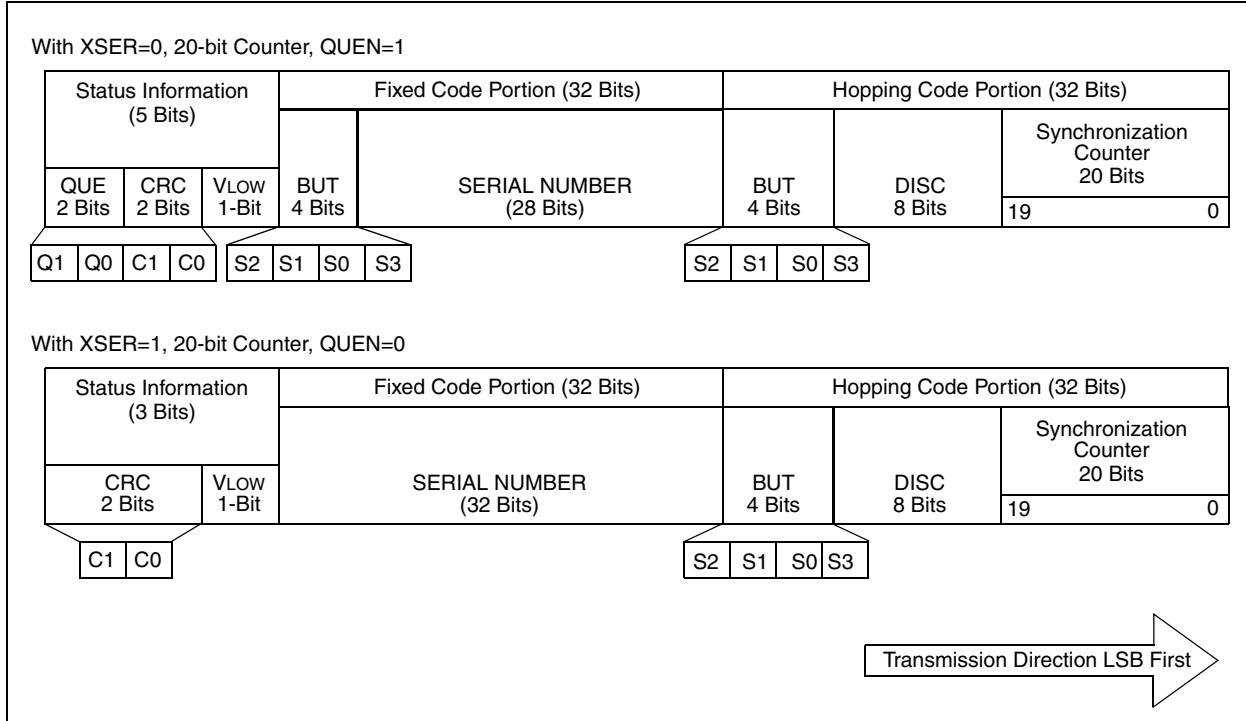 With XSER=0, 20-bit Counter, QUEN=1
Status Information
(5 Bits)
Fixed Code Portion (32 Bits)
Hopping Code Portion (32 Bits)
QUE
2 Bits
CRC
2 Bits
VLOW
1-Bit
BUT
4 Bits
SERIAL NUMBER
(28 Bits)
BUT
4 Bits
DISC
8 Bits
Synchronization
Counter
20 Bits
19 0
Q1 Q0 C1 C0
S2 S1 S0 S3
S2 S1 S0 S3
With XSER=1, 20-bit Counter, QUEN=0
Status Information
(3 Bits)
Fixed Code Portion (32 Bits)
Hopping Code Portion (32 Bits)
CRC
2 Bits
VLOW
1-Bit
SERIAL NUMBER
(32 Bits)
BUT
4 Bits
DISC
8 Bits
Synchronization
Counter
20 Bits
19 0
C1 C0
S2 S1 S0 S3
Transmission Direction LSB First